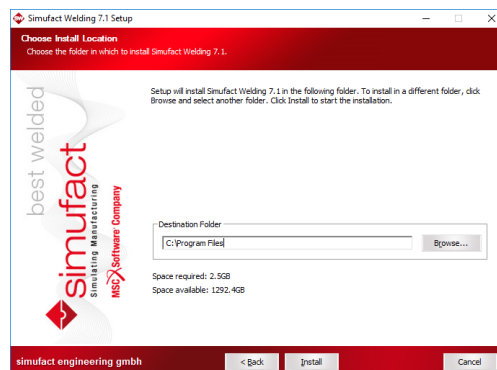 Simufact Welding 7.1 Setup
Choose Install Location
Choose the folder in which to install Simufact Welding 7.1.
Setup will install Simufact Welding 7.1 in the following folder. To install in a different folder, click
Browse and select another folder. Click Install to start the installation.
best welded
simufact
Simulating Manufacturing
MSC Software Company
Destination Folder
C:\Program Files
Browse...
Space required: 2.5GB
Space available: 1292.4GB
simufact engineering gmbh
< Back
Install
Cancel